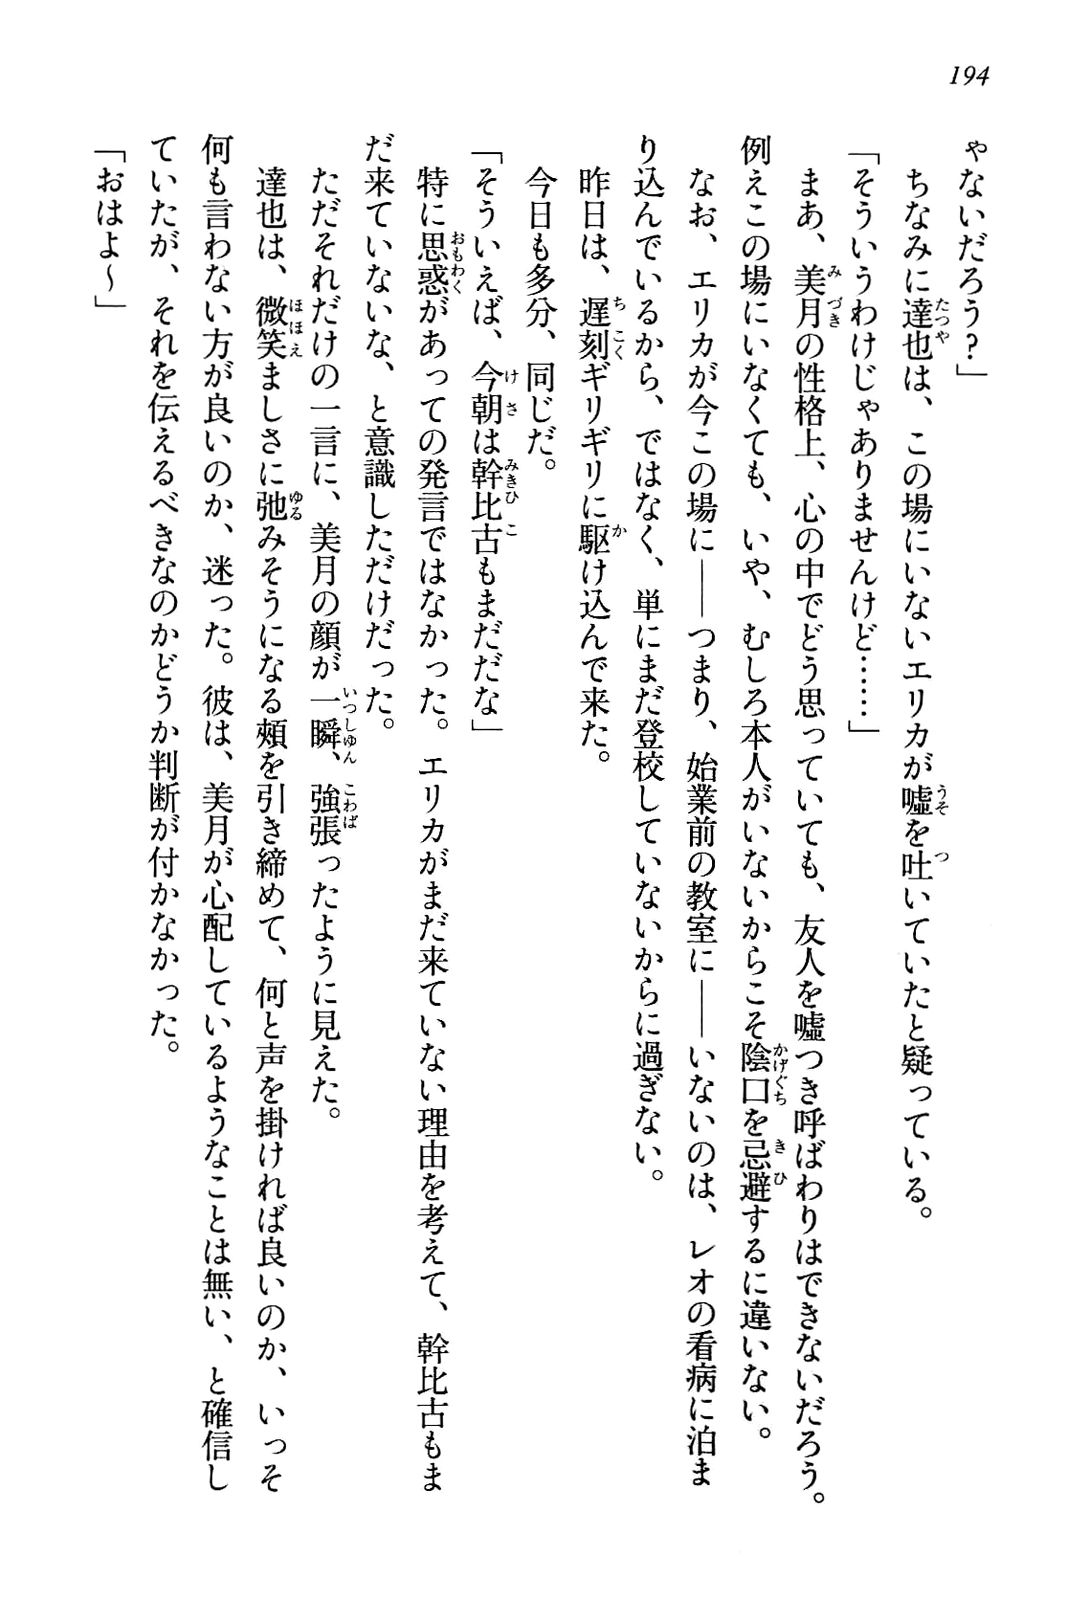 194
ゃないだろう？」
ちなみに達也は、この場にいないエリカが嘘を吐いていたと疑っている。
「そういうわけじゃありませんけど……」
まあ、美月の性格上、心の中でどう思っていても、友人を嘘つき呼ばわりはできないだろう。
例えこの場にいなくても、いや、むしろ本人がいないからこそ陰口を忌避するに違いない。
なお、エリカが今この場に――つまり、始業前の教室に――いないのは、レオの看病に泊ま
り込んでいるから、ではなく、単にまだ登校していないからに過ぎない。
昨日は、遅刻ギリギリに駆け込んで来た。
今日も多分、同じだ。
「そういえば、今朝は幹比古もまだだな」
特に思惑があっての発言ではなかった。エリカがまだ来ていない理由を考えて、幹比古もま
だ来ていないな、と意識しただけだった。
ただそれだけの一言に、美月の顔が一瞬、強張ったように見えた。
達也は、微笑ましさに弛みそうになる頰を引き締めて、何と声を掛ければ良いのか、いっそ
何も言わない方が良いのか、迷った。彼は、美月が心配しているようなことは無い、と確信し
ていたが、それを伝えるべきなのかどうか判断が付かなかった。
「おはよ～」